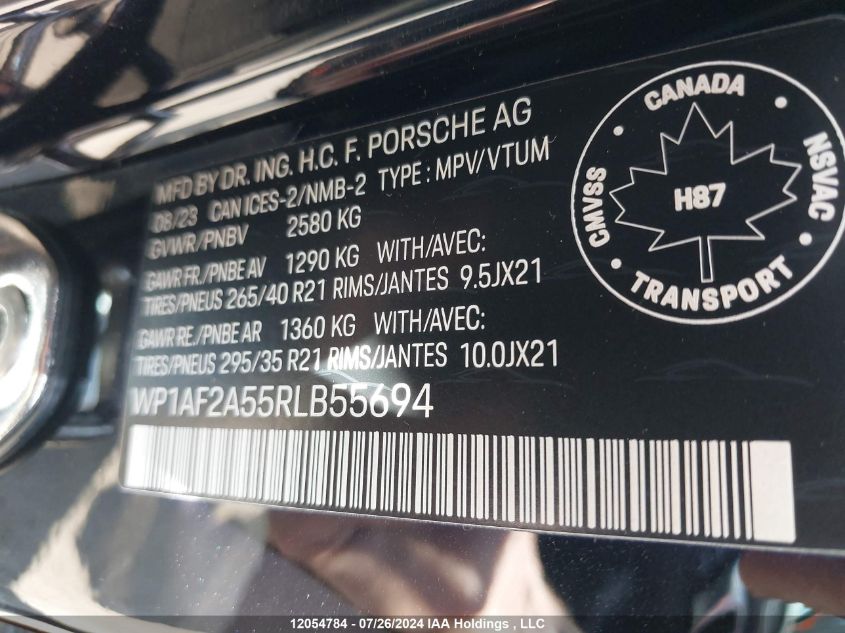 MFD BY DR. ING. H.C. F. PORSCHE AG
08/23 CAN ICES-2/NMB-2 TYPE : MPV/VTUM
GVWR/PNBV 2580 KG
GAWR FR./PNBE AV 1290 KG WITH/AVEC:
TIRES/PNEUS 265/40 R21 RIMS/JANTES 9.5JX21
GAWR RE./PNBE AR 1360 KG WITH/AVEC:
TIRES/PNEUS 295/35 R21 RIMS/JANTES 10.0JX21
WP1AF2A55RLB55694
CANADA
CMVSS
H87
NSVAC
TRANSPORT
12054784 - 07/26/2024 IAA Holdings , LLC